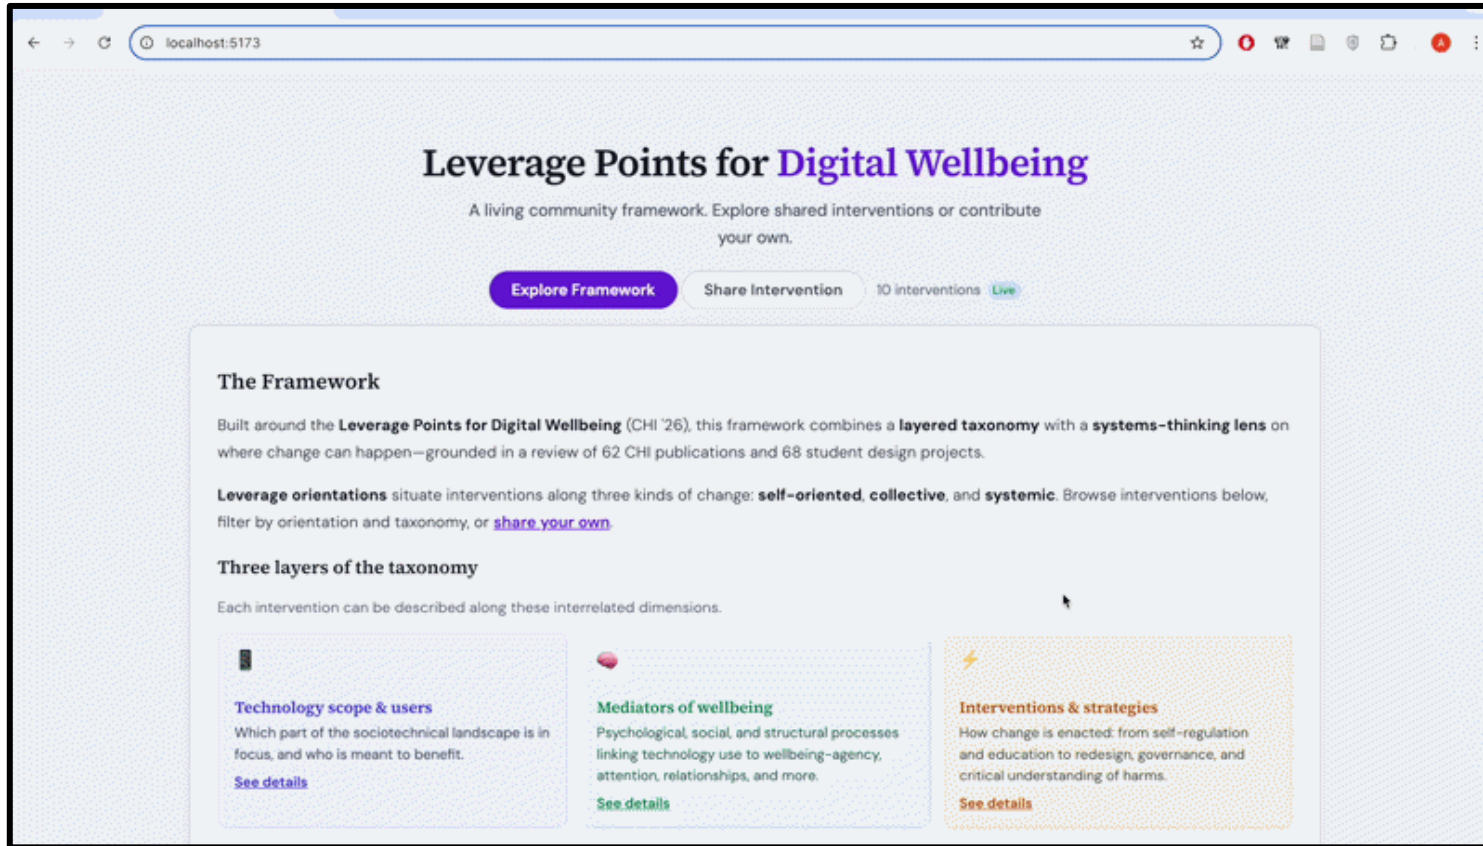 localhost:5173
Leverage Points for Digital Wellbeing
A living community framework. Explore shared interventions or contribute
your own.
Explore Framework
Share Intervention
10 interventions
Live
The Framework
Built around the Leverage Points for Digital Wellbeing (CHI '26), this framework combines a layered taxonomy with a systems-thinking lens on
where change can happen—grounded in a review of 62 CHI publications and 68 student design projects.
Leverage orientations situate interventions along three kinds of change: self-oriented, collective, and systemic. Browse interventions below,
filter by orientation and taxonomy, or share your own.
Three layers of the taxonomy
Each intervention can be described along these interrelated dimensions.
Technology scope & users
Which part of the sociotechnical landscape is in
focus, and who is meant to benefit.
See details
Mediators of wellbeing
Psychological, social, and structural processes
linking technology use to wellbeing-agency,
attention, relationships, and more.
See details
Interventions & strategies
How change is enacted: from self-regulation
and education to redesign, governance, and
critical understanding of harms.
See details